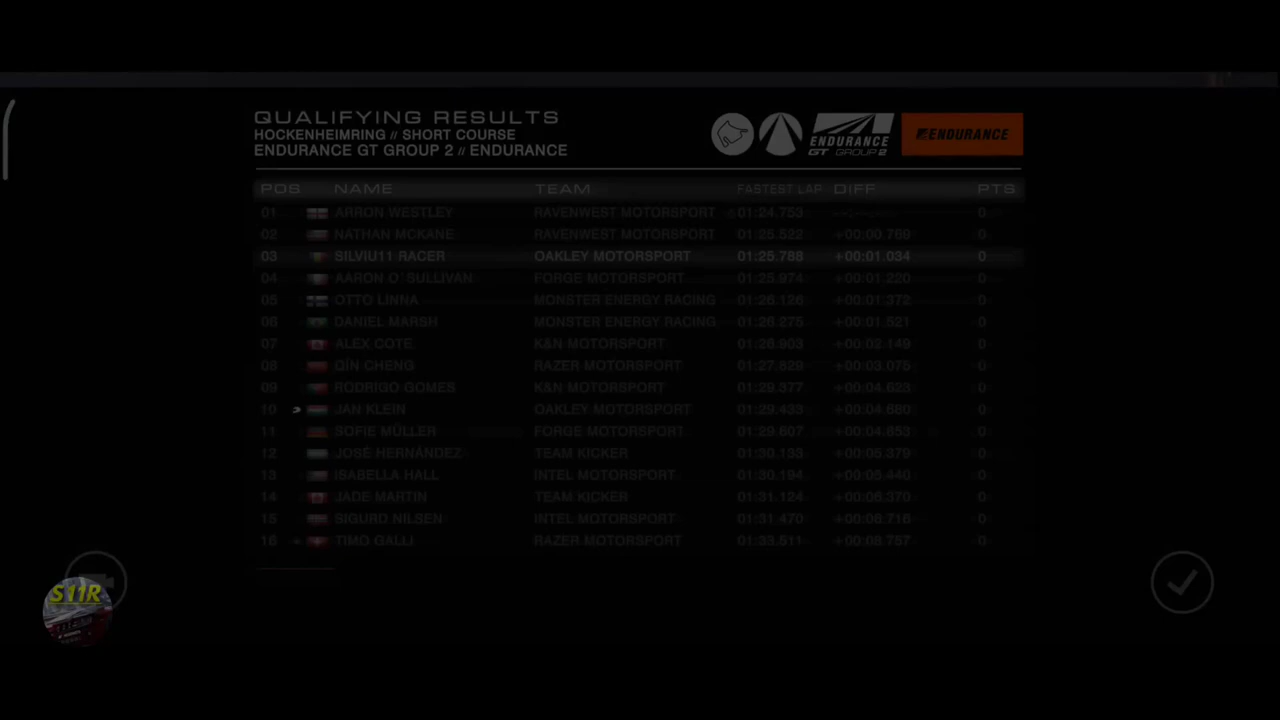 QUALIFYING RESULTS
HOCKENHEIMRING // SHORT COURSE
ENDURANCE GT GROUP 2 // ENDURANCE
ENDURANCE
GT GROUP 2
ENDURANCE
POS NAME TEAM FASTEST LAP DIFF PTS
01 ARRON WESTLEY RAVENWEST MOTORSPORT 01:24.753 0
02 NATHAN MCKANE RAVENWEST MOTORSPORT 01:25.522 +00:00.769 0
03 SILVIU11 RACER OAKLEY MOTORSPORT 01:25.788 +00:01.034 0
04 AARON O'SULLIVAN FORGE MOTORSPORT 01:25.974 +00:01.220 0
05 OTTO LINNA MONSTER ENERGY RACING 01:26.126 +00:01.372 0
06 DANIEL MARSH MONSTER ENERGY RACING 01:26.275 +00:01.521 0
07 ALEX COTE K&N MOTORSPORT 01:26.903 +00:02.149 0
08 QÍN CHENG RAZER MOTORSPORT 01:27.829 +00:03.075 0
09 RODRIGO GOMES K&N MOTORSPORT 01:29.377 +00:04.623 0
10 JAN KLEIN OAKLEY MOTORSPORT 01:29.433 +00:04.680 0
11 SOFIE MÜLLER FORGE MOTORSPORT 01:29.607 +00:04.853 0
12 JOSÉ HERNÁNDEZ TEAM KICKER 01:30.133 +00:05.379 0
13 ISABELLA HALL INTEL MOTORSPORT 01:30.194 +00:05.440 0
14 JADE MARTIN TEAM KICKER 01:31.124 +00:06.370 0
15 SIGURD NILSEN INTEL MOTORSPORT 01:31.470 +00:06.716 0
16 TIMO GALLI RAZER MOTORSPORT 01:33.511 +00:08.757 0
S11R